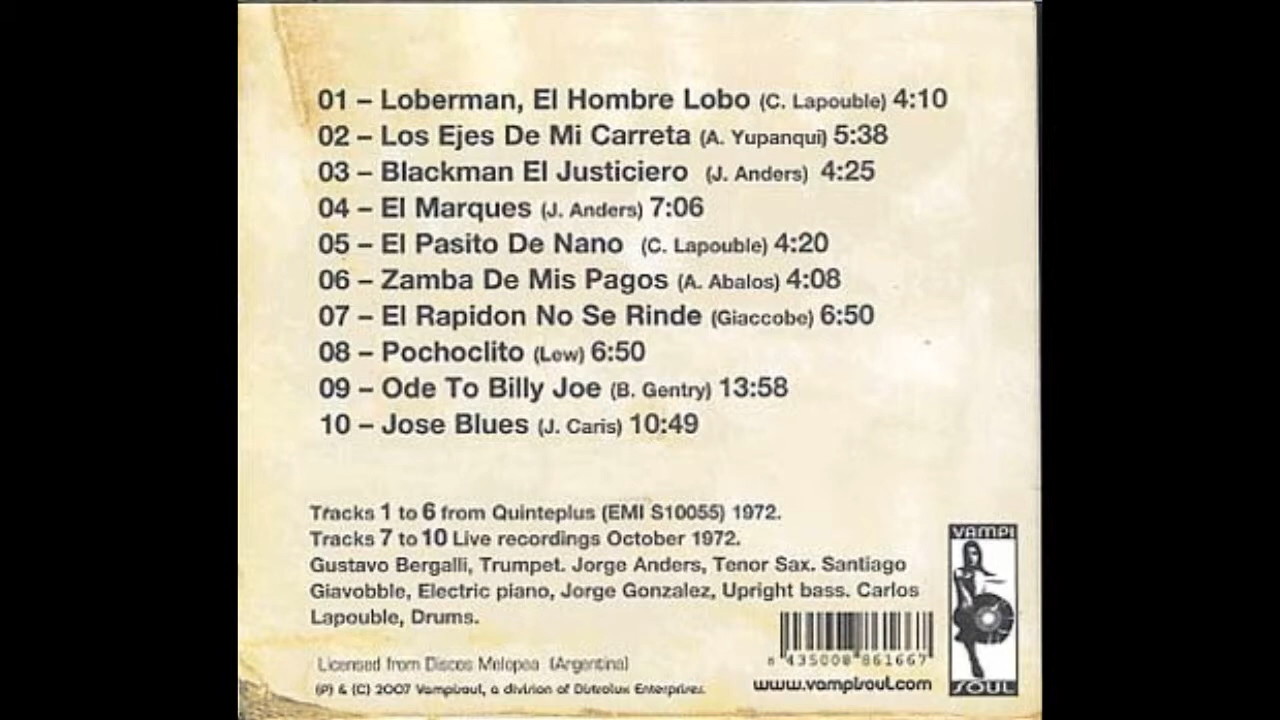 01 – Loberman, El Hombre Lobo (C. Lapouble) 4:10
02 – Los Ejes De Mi Carreta (A. Yupanqui) 5:38
03 – Blackman El Justiciero (J. Anders) 4:25
04 – El Marques (J. Anders) 7:06
05 – El Pasito De Nano (C. Lapouble) 4:20
06 – Zamba De Mis Pagos (A. Abalos) 4:08
07 – El Rapidon No Se Rinde (Giaccobe) 6:50
08 – Pochoclito (Lew) 6:50
09 – Ode To Billy Joe (B. Gentry) 13:58
10 – Jose Blues (J. Caris) 10:49
Tracks 1 to 6 from Quinteplus (EMI S10055) 1972.
Tracks 7 to 10 Live recordings October 1972.
Gustavo Bergalli, Trumpet. Jorge Anders, Tenor Sax. Santiago
Giavobble, Electric piano, Jorge Gonzalez, Upright bass. Carlos
Lapouble, Drums.
Licensed from Discos Melopea (Argentina)
(P) & (C) 2007 Vampisoul, a division of Distrolux Enterprizes.
VAMPI
SOUL
8 435008 861667
www.vampisoul.com